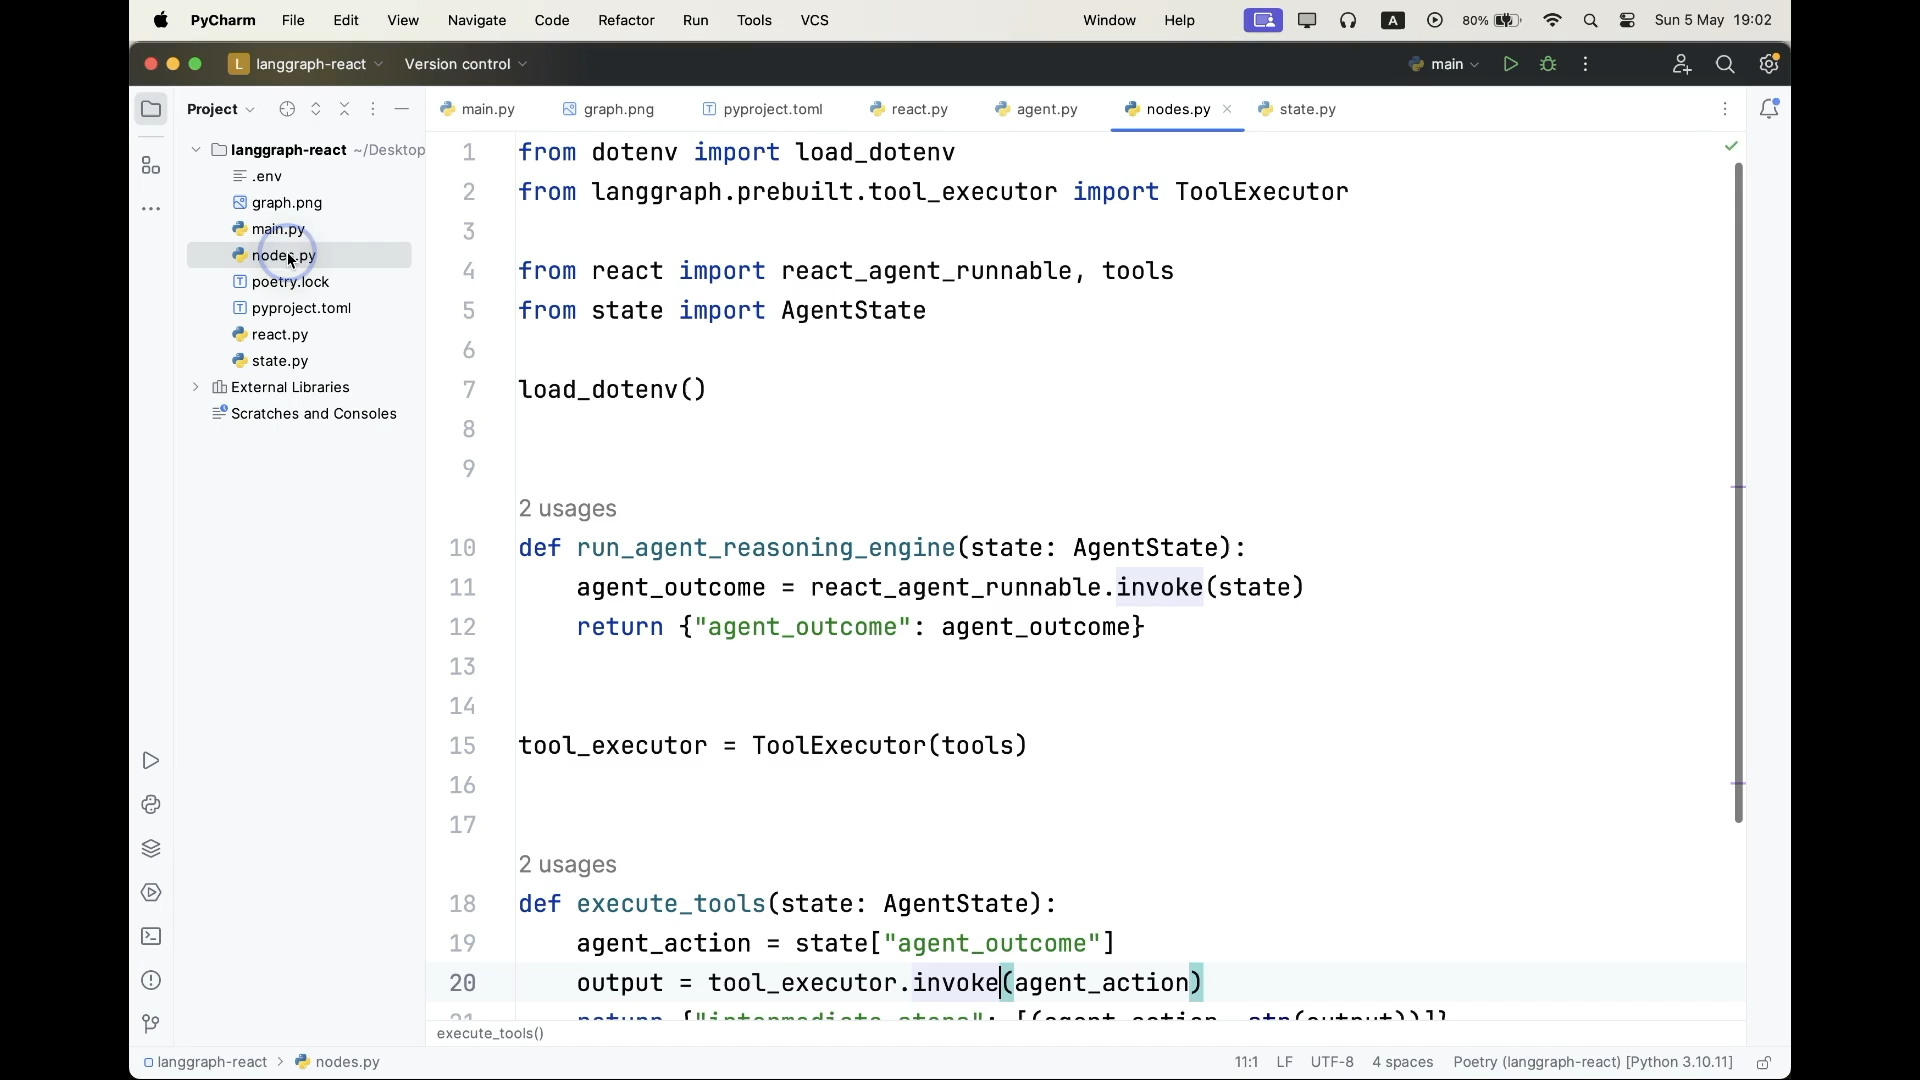 PyCharm File Edit View Navigate Code Refactor Run Tools VCS Window Help A 80% Sun 5 May 19:02
L langgraph-react Version control main
Project
main.py graph.png pyproject.toml react.py agent.py nodes.py state.py
langgraph-react ~/Desktop
.env
graph.png
main.py
nodes.py
poetry.lock
pyproject.toml
react.py
state.py
External Libraries
Scratches and Consoles
1 from dotenv import load_dotenv
2 from langgraph.prebuilt.tool_executor import ToolExecutor
3
4 from react import react_agent_runnable, tools
5 from state import AgentState
6
7 load_dotenv()
8
9
2 usages
10 def run_agent_reasoning_engine(state: AgentState):
11 agent_outcome = react_agent_runnable.invoke(state)
12 return {"agent_outcome": agent_outcome}
13
14
15 tool_executor = ToolExecutor(tools)
16
17
2 usages
18 def execute_tools(state: AgentState):
19 agent_action = state["agent_outcome"]
20 output = tool_executor.invoke(agent_action)
21 return {"intermediate_steps": [(agent_action, str(output))]}
execute_tools()
langgraph-react > nodes.py 11:1 LF UTF-8 4 spaces Poetry (langgraph-react) [Python 3.10.11]